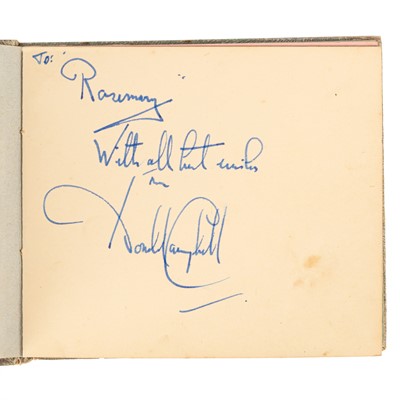 To:
"Rosemary"
With all best wishes
from
Donald Campbell